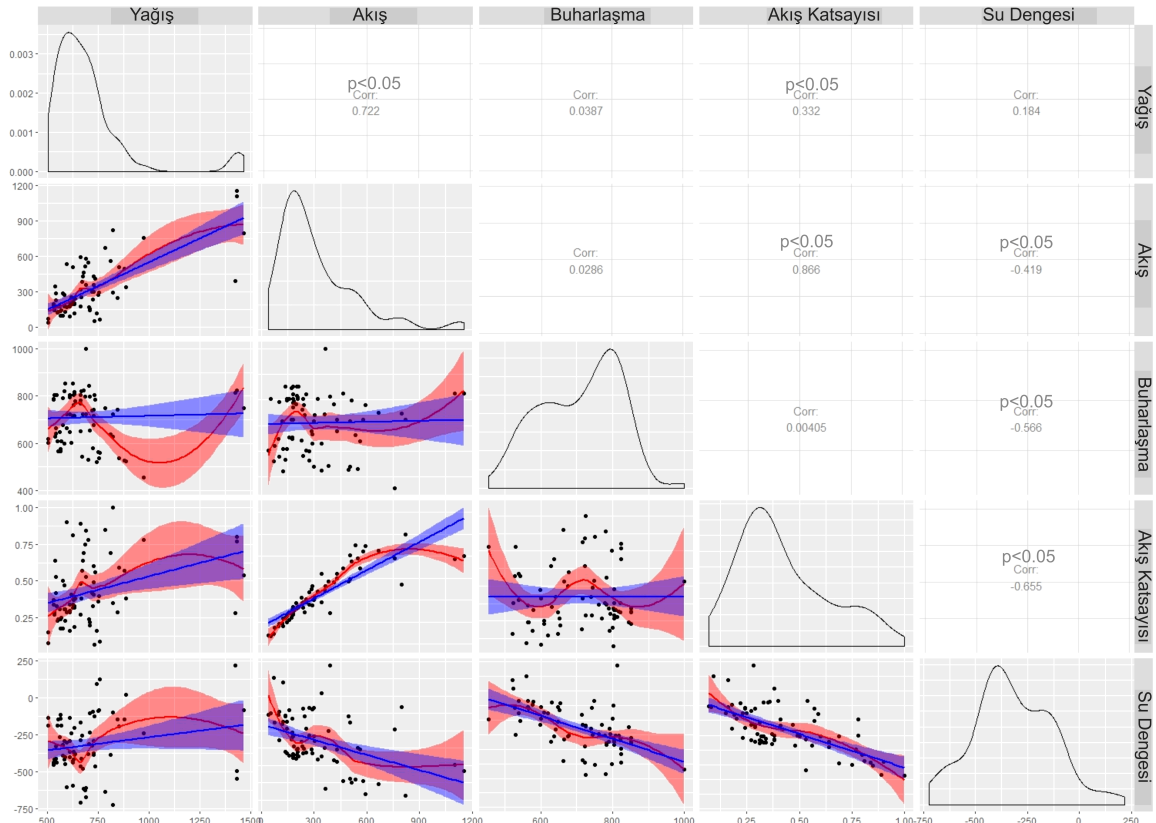 Yağış Akış Buharlaşma Akış Katsayısı Su Dengesi
0.003
0.002
0.001
0.000
p<0.05
Corr:
0.722
Corr:
0.0387
p<0.05
Corr:
0.332
Corr:
0.184
Yağış
1200
900
600
300
0
Corr:
0.0286
p<0.05
Corr:
0.866
p<0.05
Corr:
-0.419
Akış
1000
800
600
400
Corr:
0.00405
p<0.05
Corr:
-0.566
Buharlaşma
1.00
0.75
0.50
0.25
p<0.05
Corr:
-0.655
Akış Katsayısı
250
0
-250
-500
-750
Su Dengesi
500 750 1000 1250 1500 300 600 900 1200 400 600 800 1000 0.25 0.50 0.75 1.00 -750 -500 -250 0 250